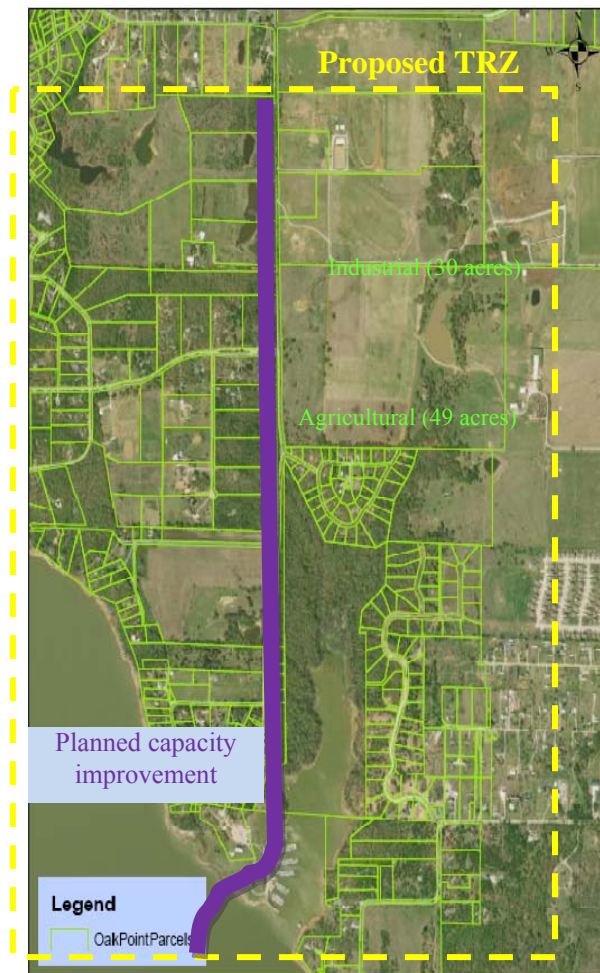 Proposed TRZ
W
S
Industrial (30 acres)
Agricultural (49 acres)
Planned capacity
improvement
Legend
OakPointParcels